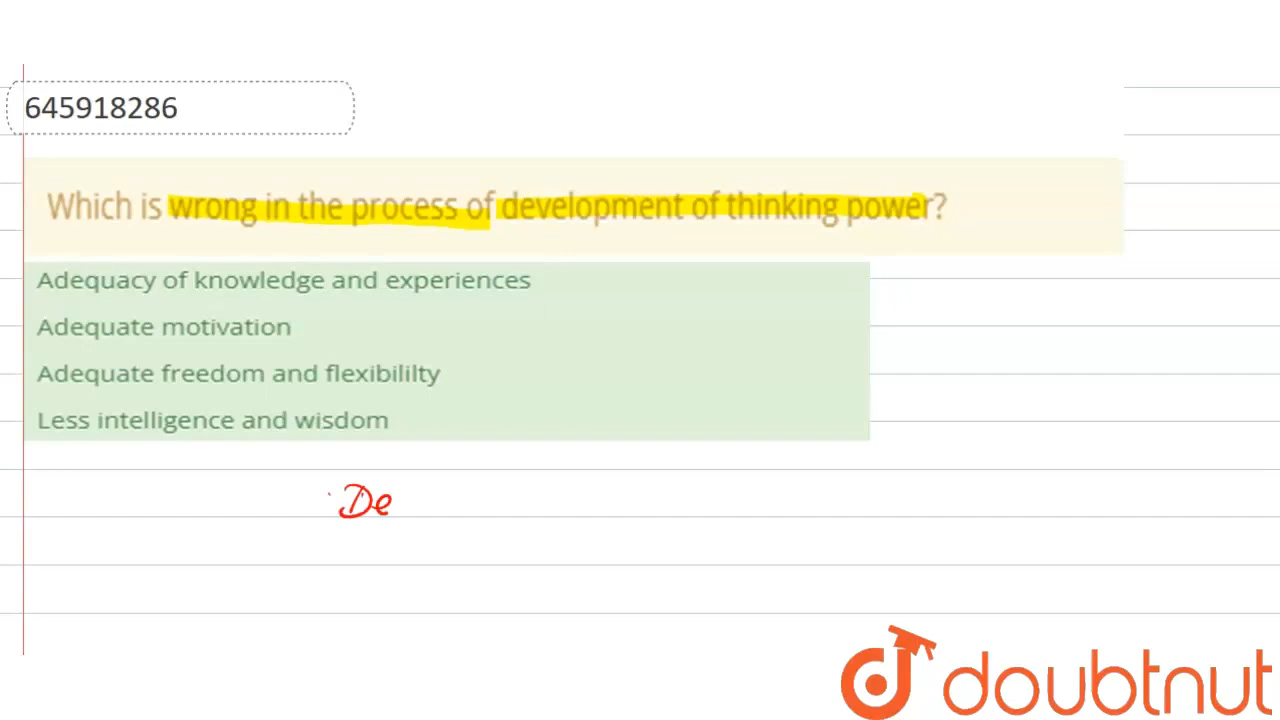 645918286
Which is wrong in the process of development of thinking power?
Adequacy of knowledge and experiences
Adequate motivation
Adequate freedom and flexibililty
Less intelligence and wisdom
De
doubtnut